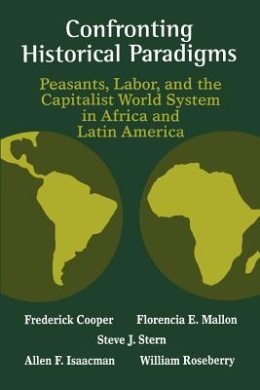 Confronting
Historical Paradigms
Peasants, Labor, and the
Capitalist World System
in Africa and
Latin America
Frederick Cooper Florencia E. Mallon
Steve J. Stern
Allen F. Isaacman William Roseberry